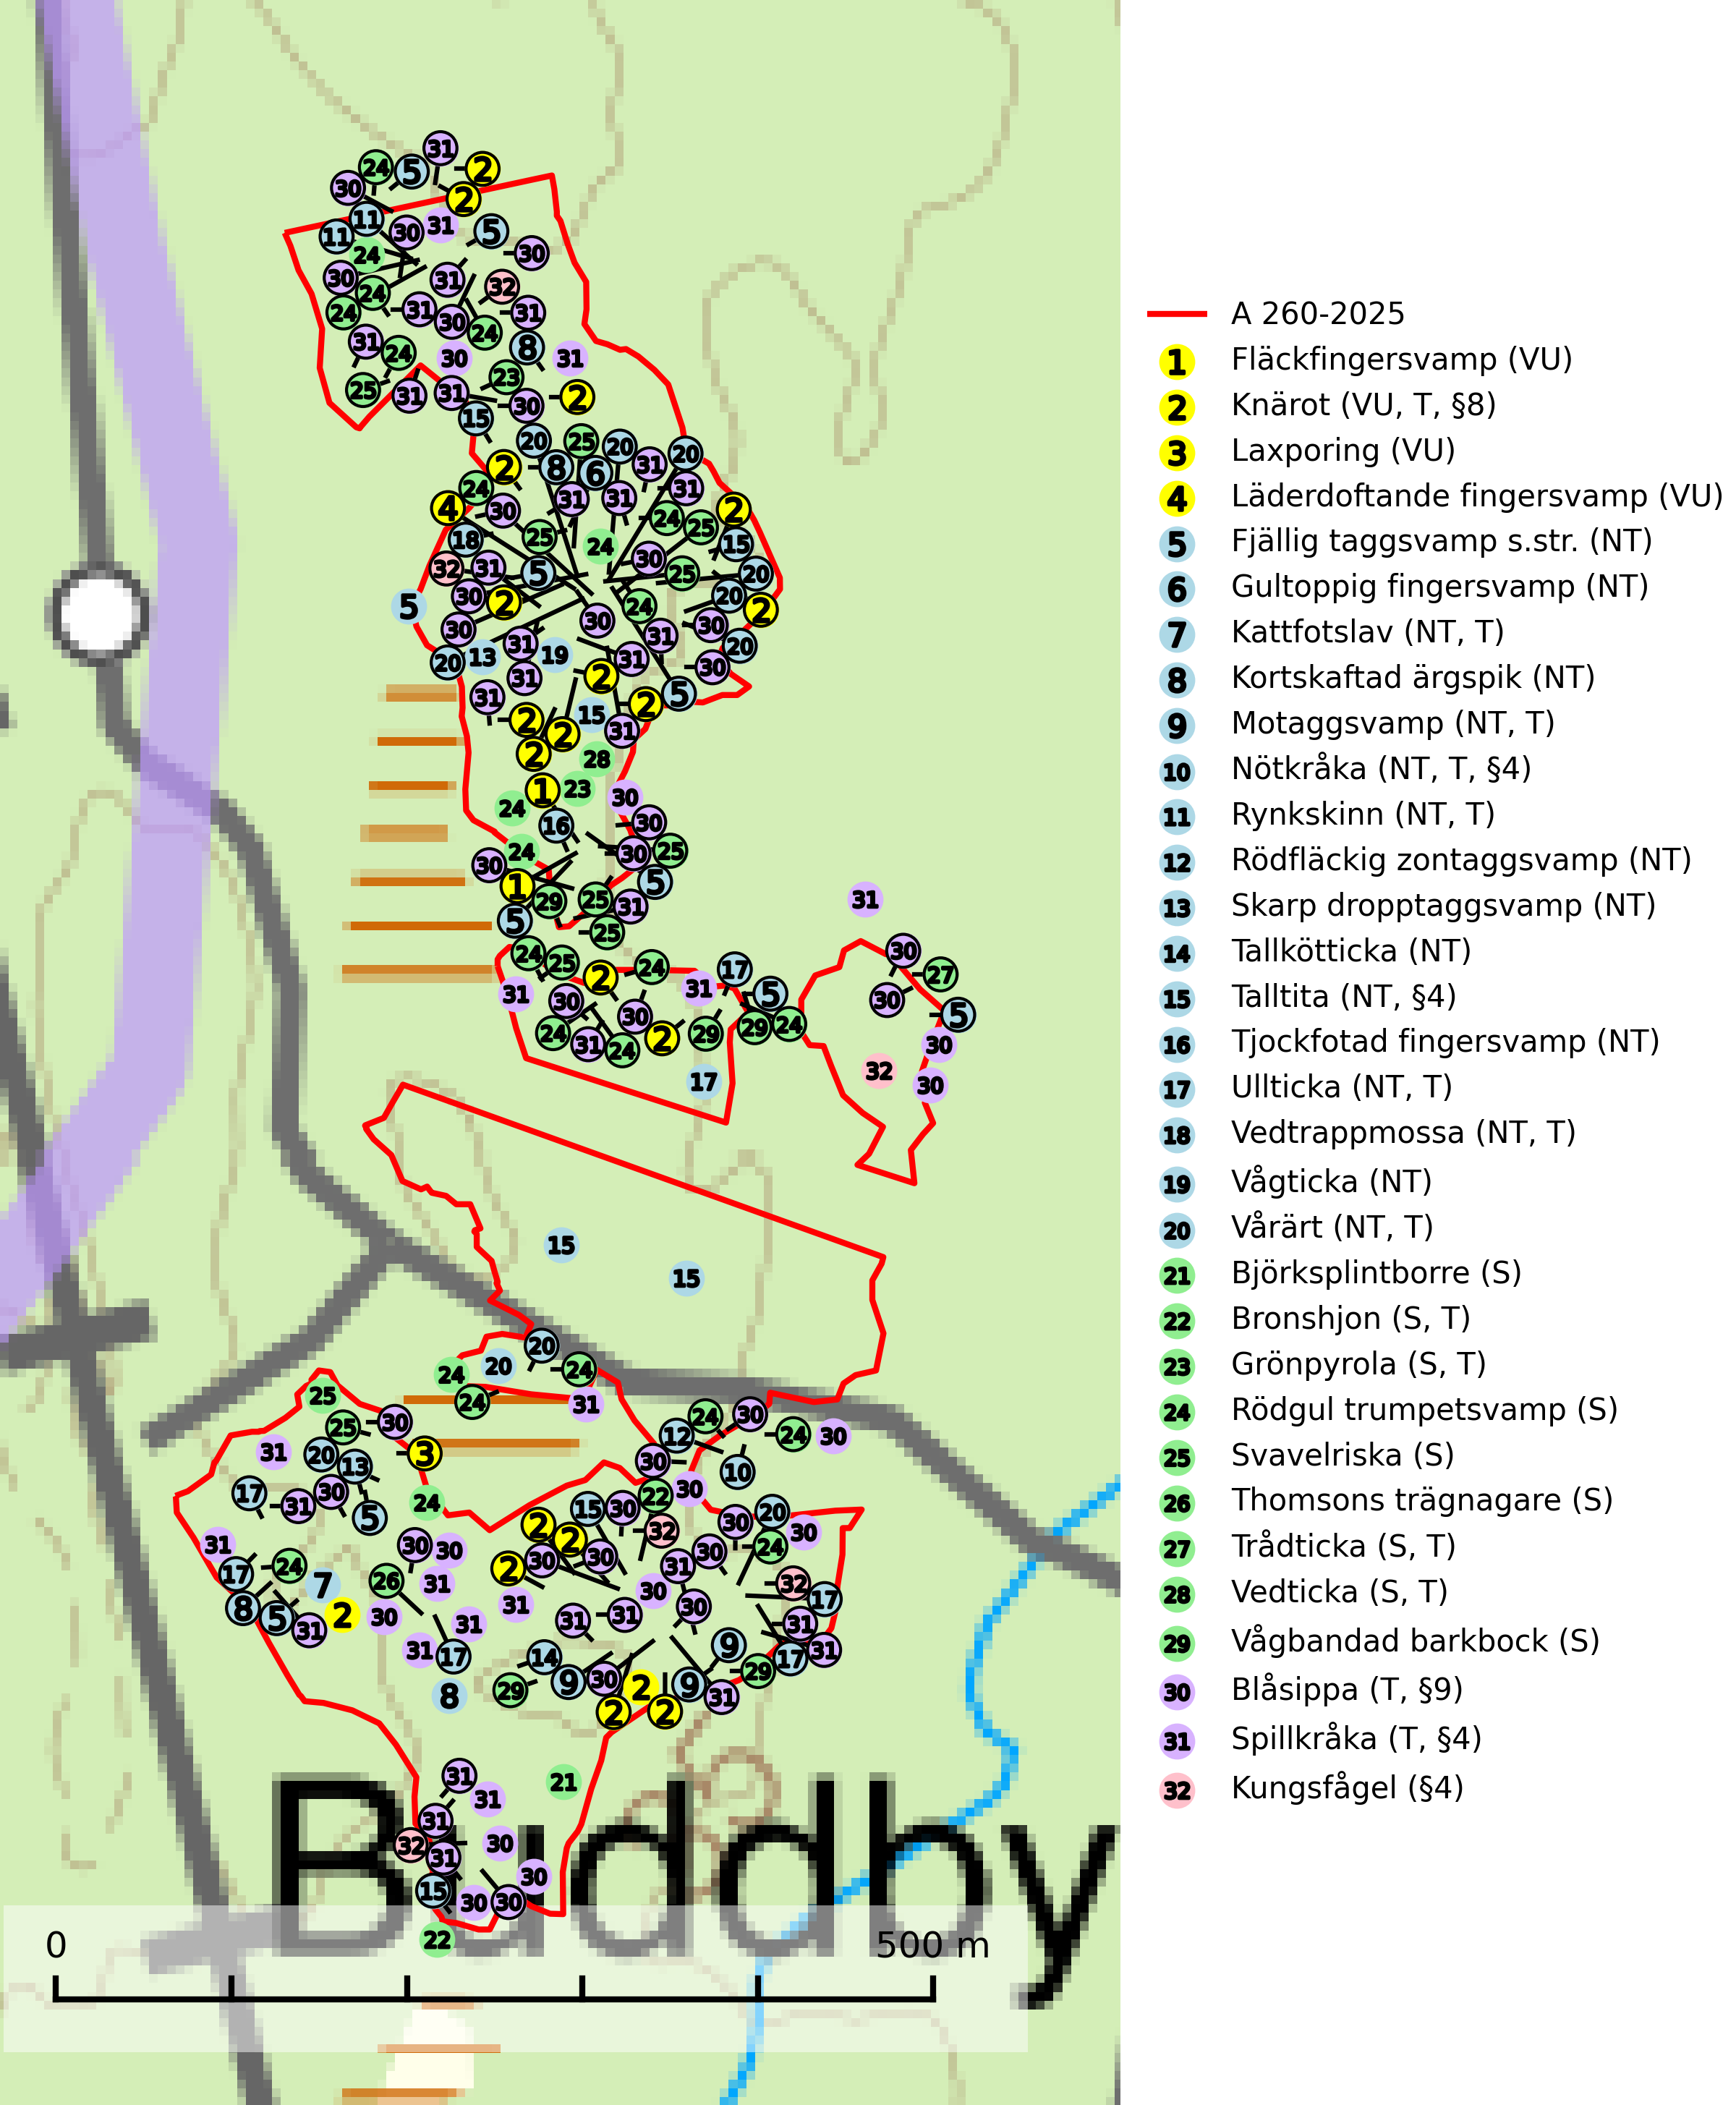 A 260-2025
1 Fläckfingersvamp (VU)
2 Knärot (VU, T, §8)
3 Laxporing (VU)
4 Läderdoftande fingersvamp (VU)
5 Fjällig taggsvamp s.str. (NT)
6 Gultoppig fingersvamp (NT)
7 Kattfotslav (NT, T)
8 Kortskaftad ärgspik (NT)
9 Motaggsvamp (NT, T)
10 Nötkråka (NT, T, §4)
11 Rynkskinn (NT, T)
12 Rödfläckig zontaggsvamp (NT)
13 Skarp dropptaggsvamp (NT)
14 Tallkötticka (NT)
15 Talltita (NT, §4)
16 Tjockfotad fingersvamp (NT)
17 Ullticka (NT, T)
18 Vedtrappmossa (NT, T)
19 Vågticka (NT)
20 Vårärt (NT, T)
21 Björksplintborre (S)
22 Bronshjon (S, T)
23 Grönpyrola (S, T)
24 Rödgul trumpetsvamp (S)
25 Svavelriska (S)
26 Thomsons trägnagare (S)
27 Trådticka (S, T)
28 Vedticka (S, T)
29 Vågbandad barkbock (S)
30 Blåsippa (T, §9)
31 Spillkråka (T, §4)
32 Kungsfågel (§4)
Buddby
0 500 m